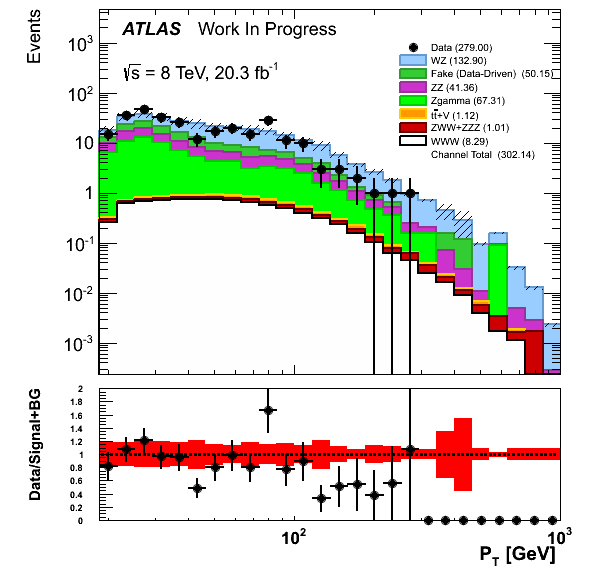 Events
10³
10²
10
1
10⁻¹
10⁻²
10⁻³
ATLAS Work In Progress
√s = 8 TeV, 20.3 fb⁻¹
Data (279.00)
WZ (132.90)
Fake (Data-Driven) (50.15)
ZZ (41.36)
Zgamma (67.31)
tt̄+V (1.12)
ZWW+ZZZ (1.01)
WWW (8.29)
Channel Total (302.14)
Data/Signal+BG
2
1.8
1.6
1.4
1.2
1
0.8
0.6
0.4
0.2
0
10²
10³
P_T [GeV]